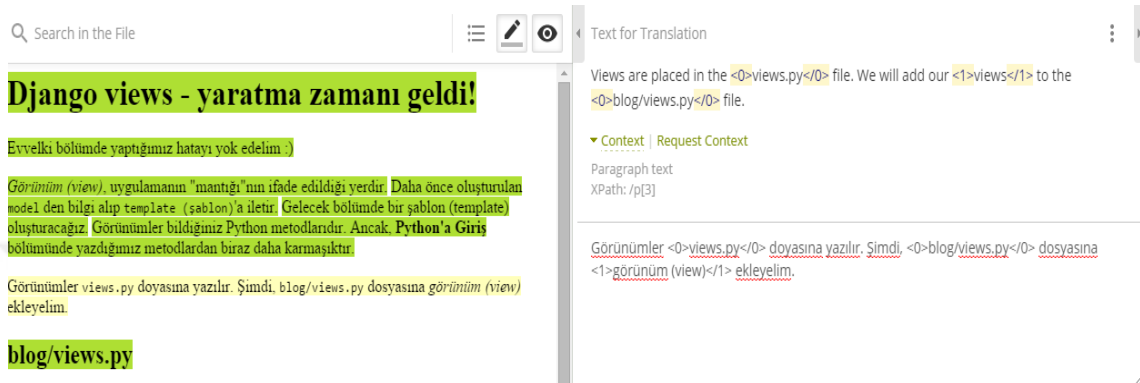 Search in the File
Django views - yaratma zamanı geldi!
Evvelki bölümde yaptığımız hatayı yok edelim :)
Görünüm (view), uygulamanın "mantığı"nın ifade edildiği yerdir. Daha önce oluşturulan
model den bilgi alıp template (şablon)'a iletir. Gelecek bölümde bir şablon (template)
oluşturacağız. Görünümler bildiğiniz Python metodlarıdır. Ancak, Python'a Giriş
bölümünde yazdığımız metodlardan biraz daha karmaşıktır.
Görünümler views.py doyasına yazılır. Şimdi, blog/views.py dosyasına görünüm (view)
ekleyelim.
blog/views.py
Text for Translation
Views are placed in the <0>views.py</0> file. We will add our <1>views</1> to the
<0>blog/views.py</0> file.
Context | Request Context
Paragraph text
XPath: /p[3]
Görünümler <0>views.py</0> doyasına yazılır. Şimdi, <0>blog/views.py</0> dosyasına
<1>görünüm (view)</1> ekleyelim.